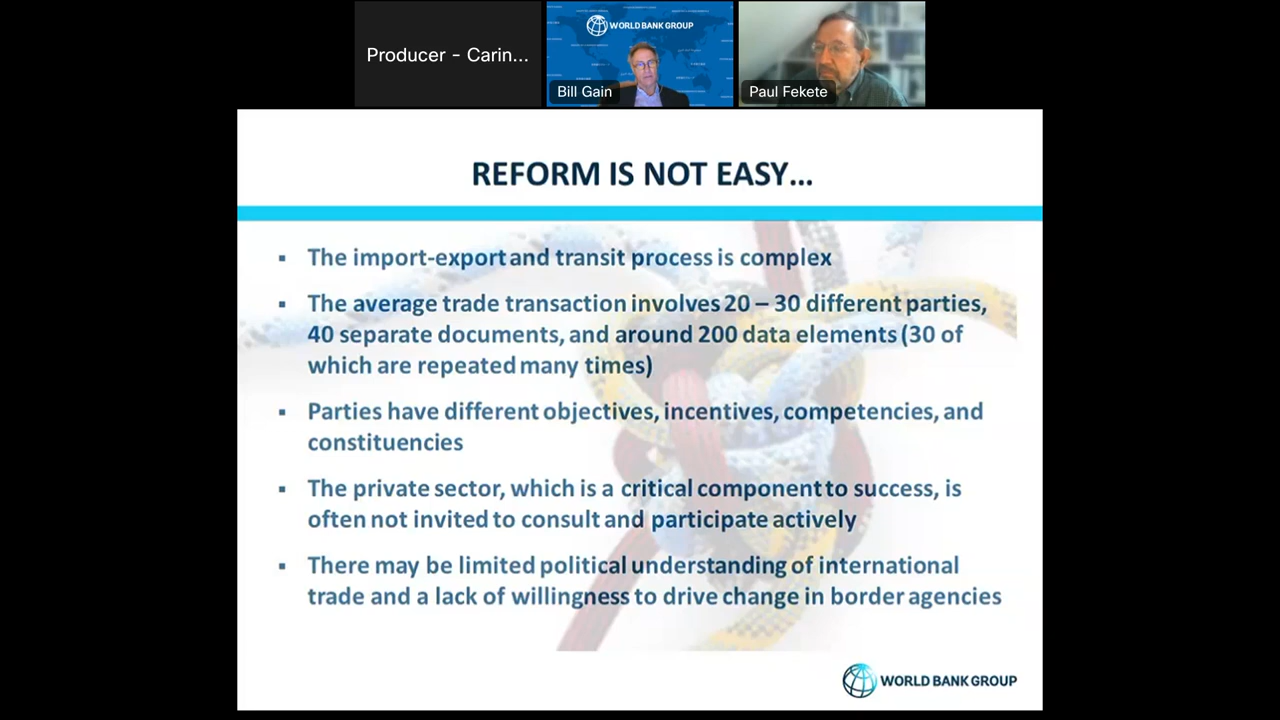 Producer - Carin...
WORLD BANK GROUP
Bill Gain
Paul Fekete
REFORM IS NOT EASY...
▪ The import-export and transit process is complex
▪ The average trade transaction involves 20 – 30 different parties,
40 separate documents, and around 200 data elements (30 of
which are repeated many times)
▪ Parties have different objectives, incentives, competencies, and
constituencies
▪ The private sector, which is a critical component to success, is
often not invited to consult and participate actively
▪ There may be limited political understanding of international
trade and a lack of willingness to drive change in border agencies
WORLD BANK GROUP